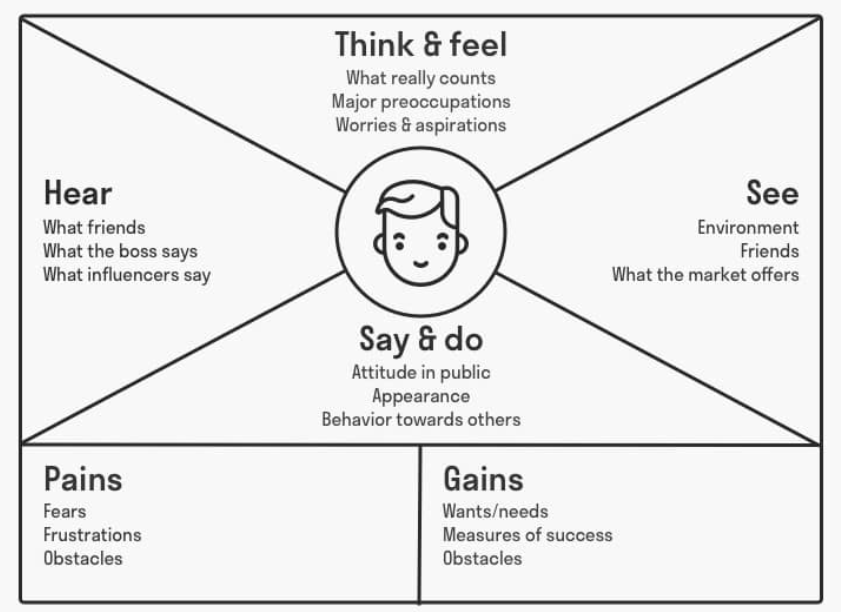 Think & feel
What really counts
Major preoccupations
Worries & aspirations
Hear
What friends
What the boss says
What influencers say
See
Environment
Friends
What the market offers
Say & do
Attitude in public
Appearance
Behavior towards others
Pains
Fears
Frustrations
Obstacles
Gains
Wants/needs
Measures of success
Obstacles